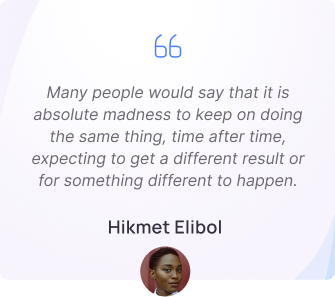 Many people would say that it is
absolute madness to keep on doing
the same thing, time after time,
expecting to get a different result or
for something different to happen.
Hikmet Elibol